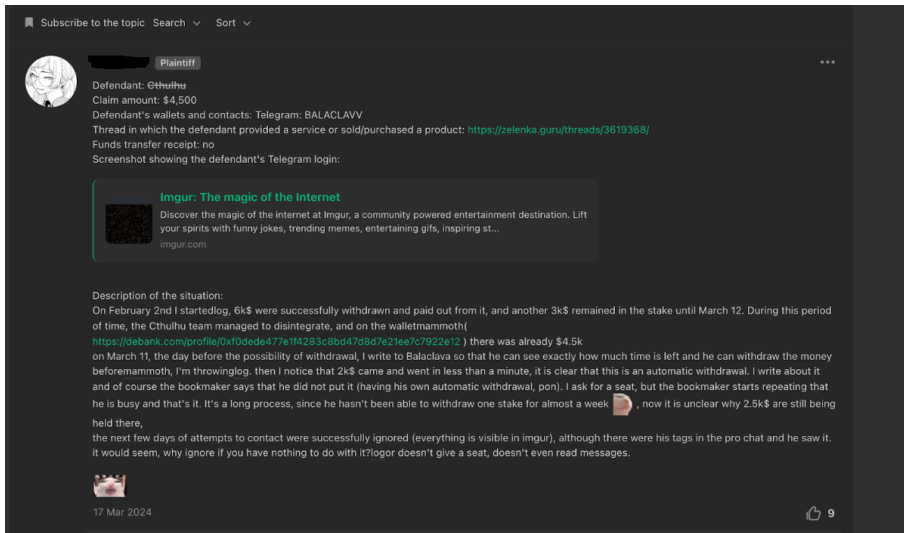 Subscribe to the topic Search Sort
Plaintiff
Defendant: Cthulhu
Claim amount: $4,500
Defendant's wallets and contacts: Telegram: BALACLAVV
Thread in which the defendant provided a service or sold/purchased a product: https://zelenka.guru/threads/3619368/
Funds transfer receipt: no
Screenshot showing the defendant's Telegram login:
Imgur: The magic of the Internet
Discover the magic of the internet at Imgur, a community powered entertainment destination. Lift
your spirits with funny jokes, trending memes, entertaining gifs, inspiring st...
imgur.com
Description of the situation:
On February 2nd I startedlog, 6k$ were successfully withdrawn and paid out from it, and another 3k$ remained in the stake until March 12. During this period
of time, the Cthulhu team managed to disintegrate, and on the walletmammoth(
https://debank.com/profile/0xf0dede477e1f4283c8bd47d8d7e21ee7c7922e12 ) there was already $4.5k
on March 11, the day before the possibility of withdrawal, I write to Balaclava so that he can see exactly how much time is left and he can withdraw the money
beforemammoth, I'm throwinglog. then I notice that 2k$ came and went in less than a minute, it is clear that this is an automatic withdrawal. I write about it
and of course the bookmaker says that he did not put it (having his own automatic withdrawal, pon). I ask for a seat, but the bookmaker starts repeating that
he is busy and that's it. It's a long process, since he hasn't been able to withdraw one stake for almost a week , now it is unclear why 2.5k$ are still being
held there,
the next few days of attempts to contact were successfully ignored (everything is visible in imgur), although there were his tags in the pro chat and he saw it.
it would seem, why ignore if you have nothing to do with it?logor doesn't give a seat, doesn't even read messages.
17 Mar 2024
9